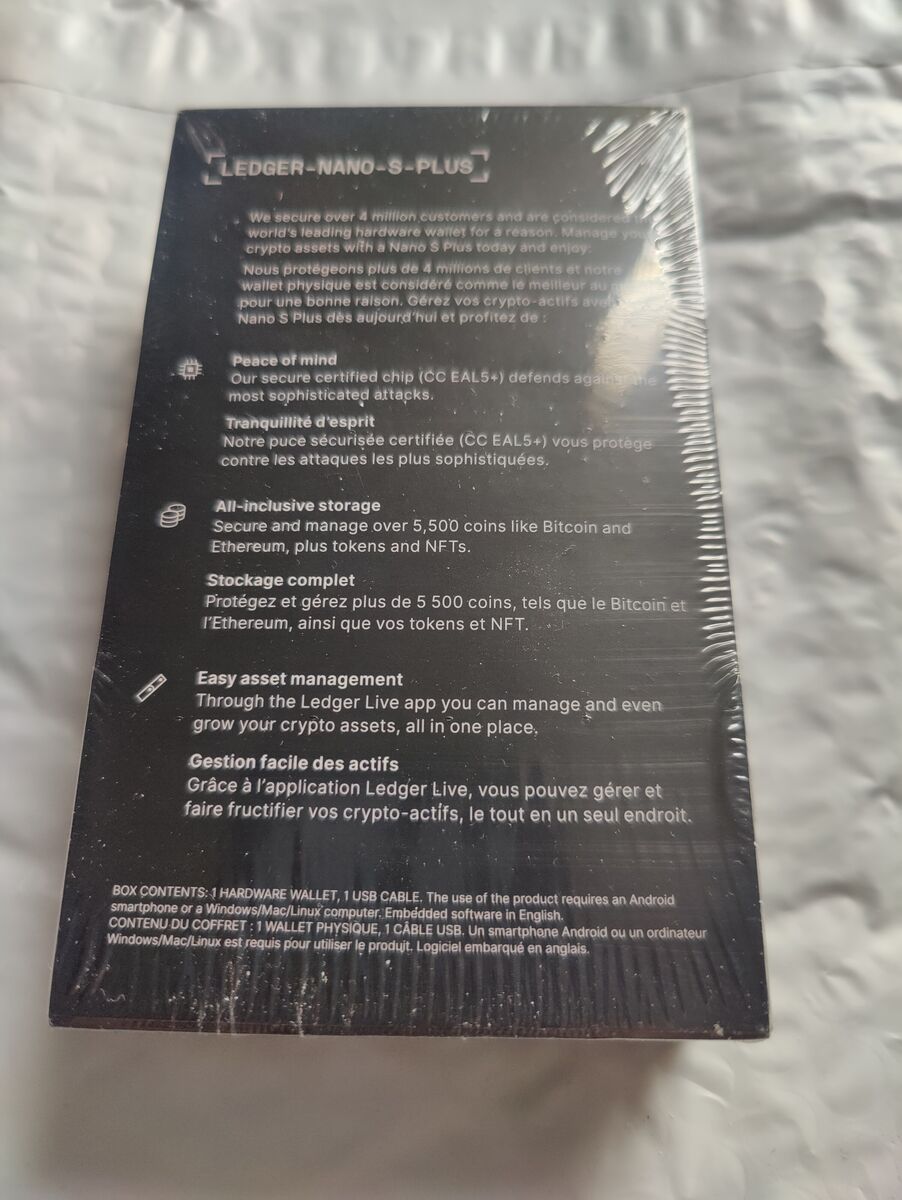 LEDGER-NANO-S-PLUS
We secure over 4 million customers and are considered the
world's leading hardware wallet for a reason. Manage your
crypto assets with a Nano S Plus today and enjoy:
Nous protégeons plus de 4 millions de clients et notre
wallet physique est considéré comme le meilleur au
pour une bonne raison. Gérez vos crypto-actifs avec
Nano S Plus dès aujourd'hui et profitez de :
Peace of mind
Our secure certified chip (CC EAL5+) defends against the
most sophisticated attacks.
Tranquillité d'esprit
Notre puce sécurisée certifiée (CC EAL5+) vous protège
contre les attaques les plus sophistiquées.
All-inclusive storage
Secure and manage over 5,500 coins like Bitcoin and
Ethereum, plus tokens and NFTs.
Stockage complet
Protégez et gérez plus de 5 500 coins, tels que le Bitcoin et
l'Ethereum, ainsi que vos tokens et NFT.
Easy asset management
Through the Ledger Live app you can manage and even
grow your crypto assets, all in one place.
Gestion facile des actifs
Grâce à l'application Ledger Live, vous pouvez gérer et
faire fructifier vos crypto-actifs, le tout en un seul endroit.
BOX CONTENTS: 1 HARDWARE WALLET, 1 USB CABLE. The use of the product requires an Android
smartphone or a Windows/Mac/Linux computer. Embedded software in English.
CONTENU DU COFFRET : 1 WALLET PHYSIQUE, 1 CÂBLE USB. Un smartphone Android ou un ordinateur
Windows/Mac/Linux est requis pour utiliser le produit. Logiciel embarqué en anglais.